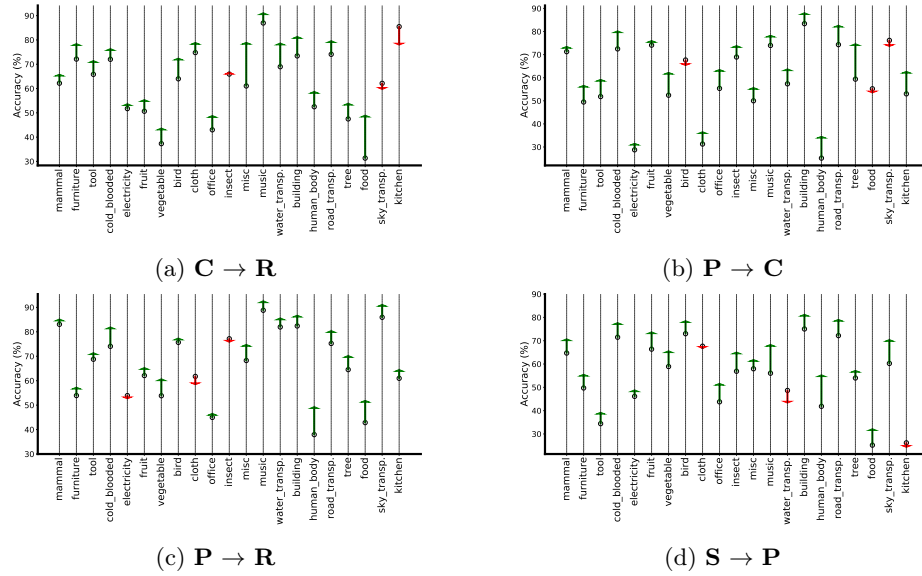 Accuracy (%)
90
80
70
60
50
40
30
mammal
furniture
tool
cold_blooded
electricity
fruit
vegetable
bird
cloth
office
insect
misc
music
water_transp.
building
human_body
road_transp.
tree
food
sky_transp.
kitchen
(a) C → R
Accuracy (%)
80
70
60
50
40
30
mammal
furniture
tool
cold_blooded
electricity
fruit
vegetable
bird
cloth
office
insect
misc
music
water_transp.
building
human_body
road_transp.
tree
food
sky_transp.
kitchen
(b) P → C
Accuracy (%)
90
80
70
60
50
40
30
mammal
furniture
tool
cold_blooded
electricity
fruit
vegetable
bird
cloth
office
insect
misc
music
water_transp.
building
human_body
road_transp.
tree
food
sky_transp.
kitchen
(c) P → R
Accuracy (%)
90
80
70
60
50
40
30
mammal
furniture
tool
cold_blooded
electricity
fruit
vegetable
bird
cloth
office
insect
misc
music
water_transp.
building
human_body
road_transp.
tree
food
sky_transp.
kitchen
(d) S → P